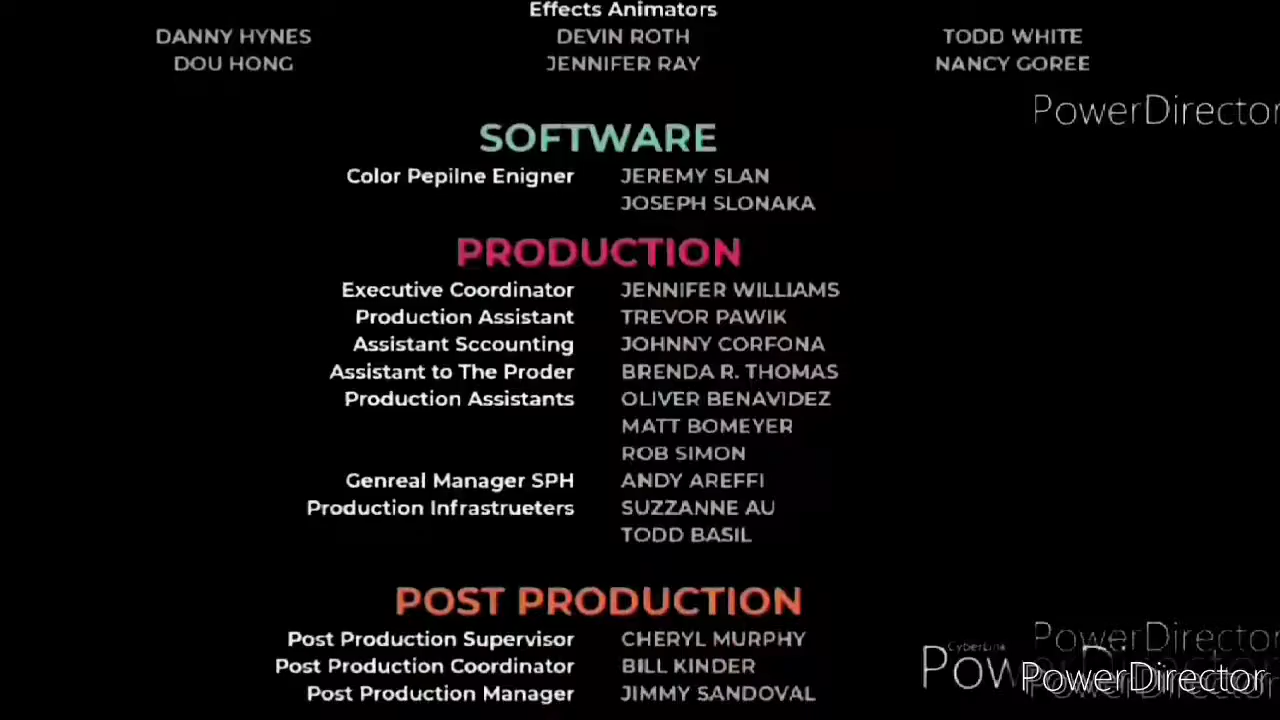 Effects Animators
DANNY HYNES DEVIN ROTH TODD WHITE
DOU HONG JENNIFER RAY NANCY GOREE
PowerDirector
SOFTWARE
Color Pepilne Enigner JEREMY SLAN
JOSEPH SLONAKA
PRODUCTION
Executive Coordinator JENNIFER WILLIAMS
Production Assistant TREVOR PAWIK
Assistant Sccounting JOHNNY CORFONA
Assistant to The Proder BRENDA R. THOMAS
Production Assistants OLIVER BENAVIDEZ
MATT BOMEYER
ROB SIMON
Genreal Manager SPH ANDY AREFFI
Production Infrastrueters SUZZANNE AU
TODD BASIL
POST PRODUCTION
Post Production Supervisor CHERYL MURPHY
PowerDirector
CyberLink
Post Production Coordinator BILL KINDER
PowerDirector
Post Production Manager JIMMY SANDOVAL